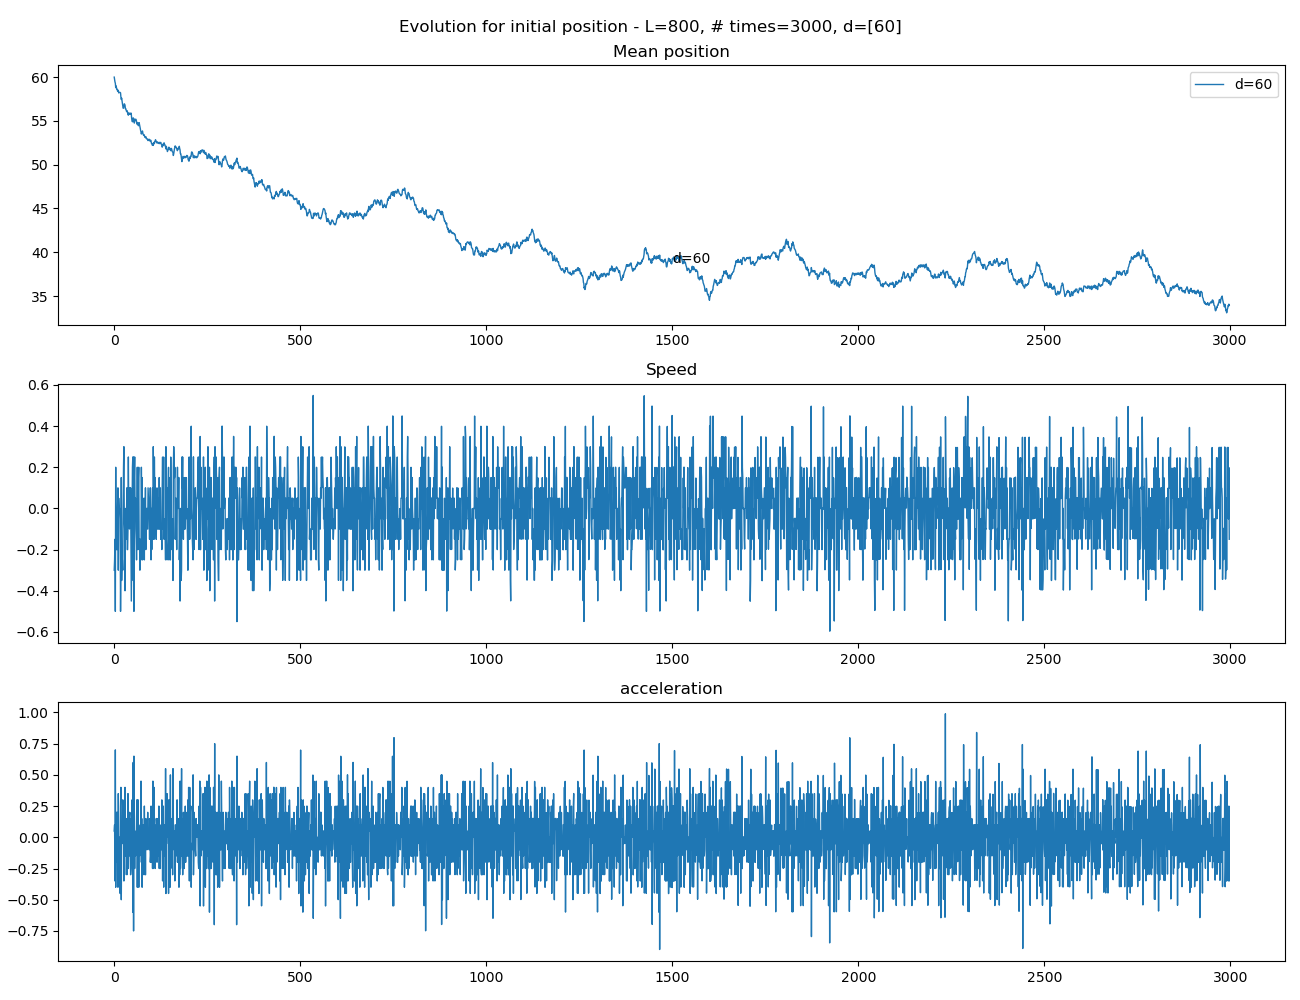 Evolution for initial position - L=800, # times=3000, d=[60]
Mean position
60
55
50
45
40
35
d=60
d=60
0 500 1000 1500 2000 2500 3000
Speed
0.6
0.4
0.2
0.0
−0.2
−0.4
−0.6
0 500 1000 1500 2000 2500 3000
acceleration
1.00
0.75
0.50
0.25
0.00
−0.25
−0.50
−0.75
0 500 1000 1500 2000 2500 3000